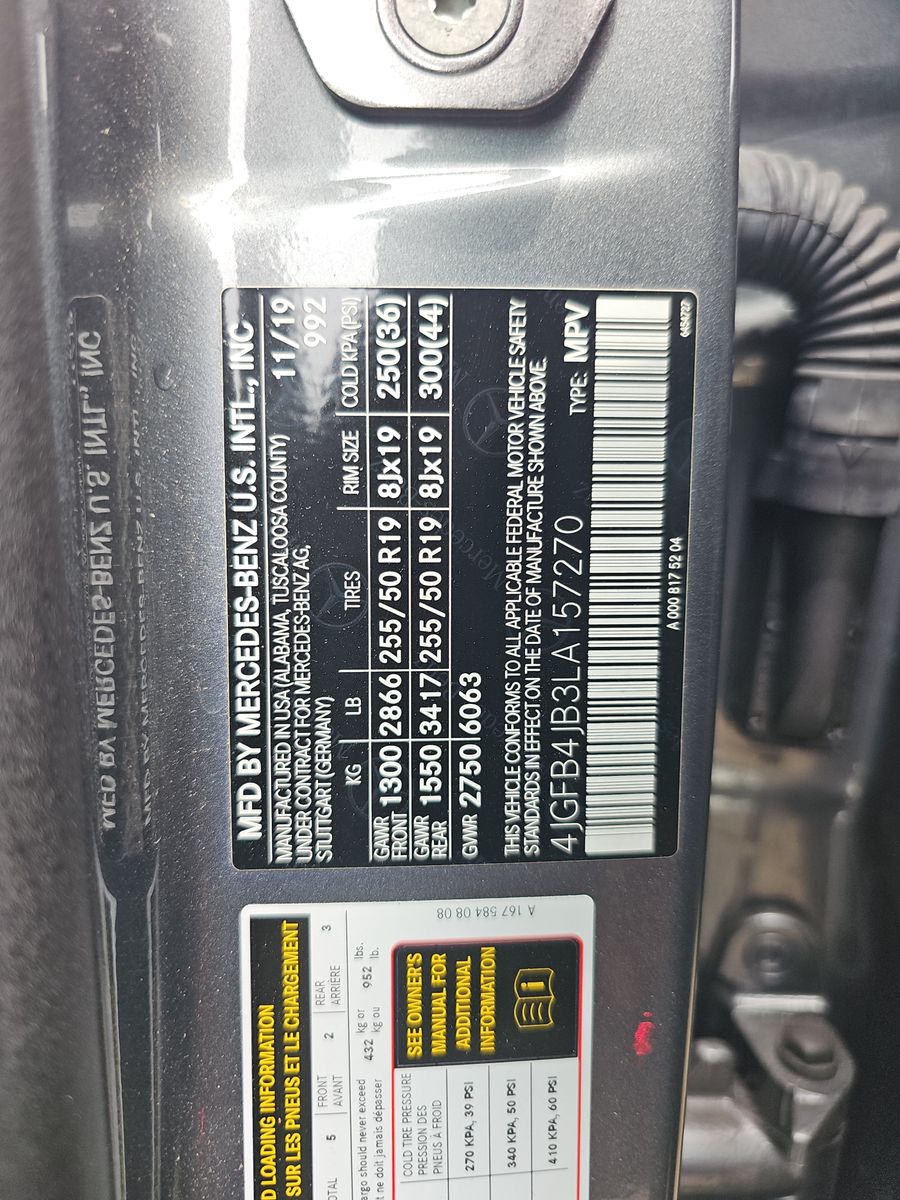 MFD BY MERCEDES-BENZ U.S. INTL., INC
MANUFACTURED IN USA (ALABAMA, TUSCALOOSA COUNTY) 11/19
UNDER CONTRACT FOR MERCEDES-BENZ AG, 992
STUTTGART (GERMANY)
KG LB TIRES RIM SIZE COLD KPA(PSI)
GAWR FRONT 1300 2866 255/50 R19 8Jx19 250(36)
GAWR REAR 1550 3417 255/50 R19 8Jx19 300(44)
GVWR 2750 6063
THIS VEHICLE CONFORMS TO ALL APPLICABLE FEDERAL MOTOR VEHICLE SAFETY
STANDARDS IN EFFECT ON THE DATE OF MANUFACTURE SHOWN ABOVE.
4JGFB4JB3LA157270 TYPE: MPV
A 000 817 52 04
LOADING INFORMATION
SUR LES PNEUS ET LE CHARGEMENT
5 FRONT 2 REAR 3
AVANT ARRIÈRE
should never exceed 432 kg or 952 lbs.
ne doit jamais dépasser kg ou lb.
COLD TIRE PRESSURE
PRESSION DES
PNEUS À FROID
270 KPA, 39 PSI
340 KPA, 50 PSI
410 KPA, 60 PSI
SEE OWNER'S
MANUAL FOR
ADDITIONAL
INFORMATION
A 167 584 08 08